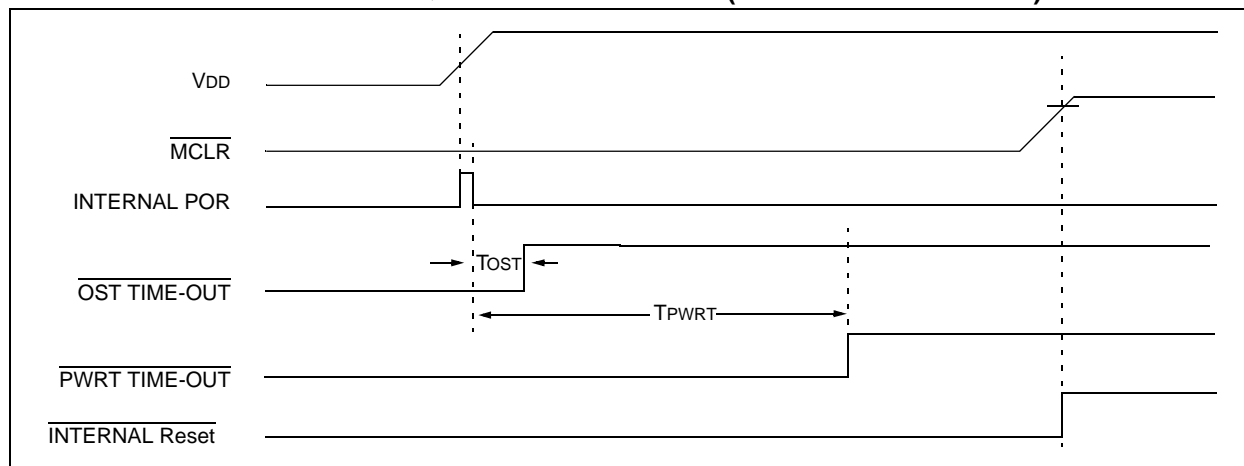 VDD
MCLR
INTERNAL POR
TOST
OST TIME-OUT
TPWRT
PWRT TIME-OUT
INTERNAL Reset